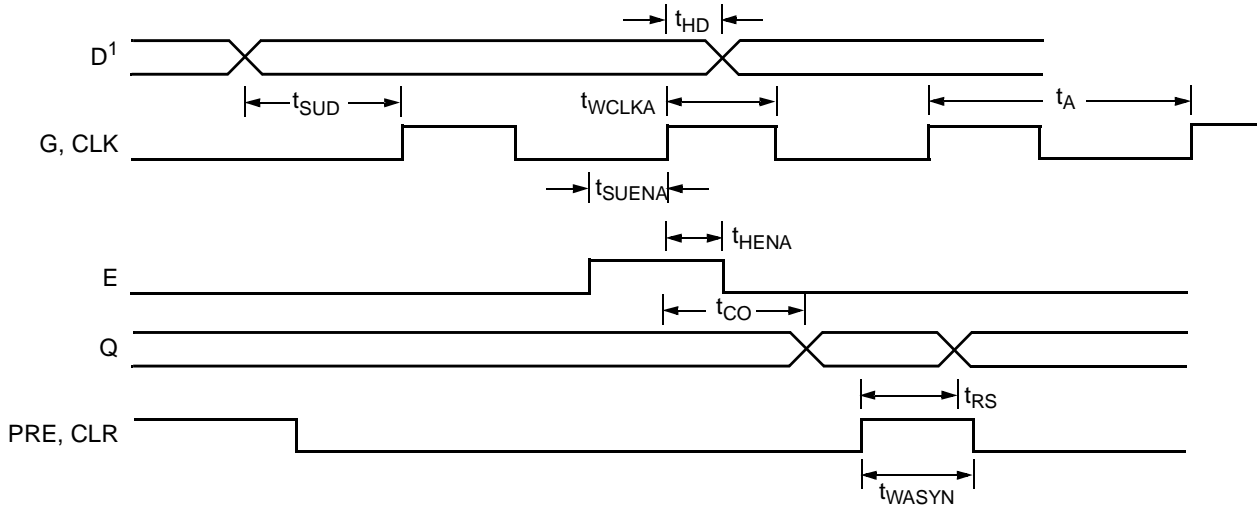 tHD
D1
tSUD
tWCLKA
tA
G, CLK
tSUENA
tHENA
E
tCO
Q
tRS
PRE, CLR
tWASYN